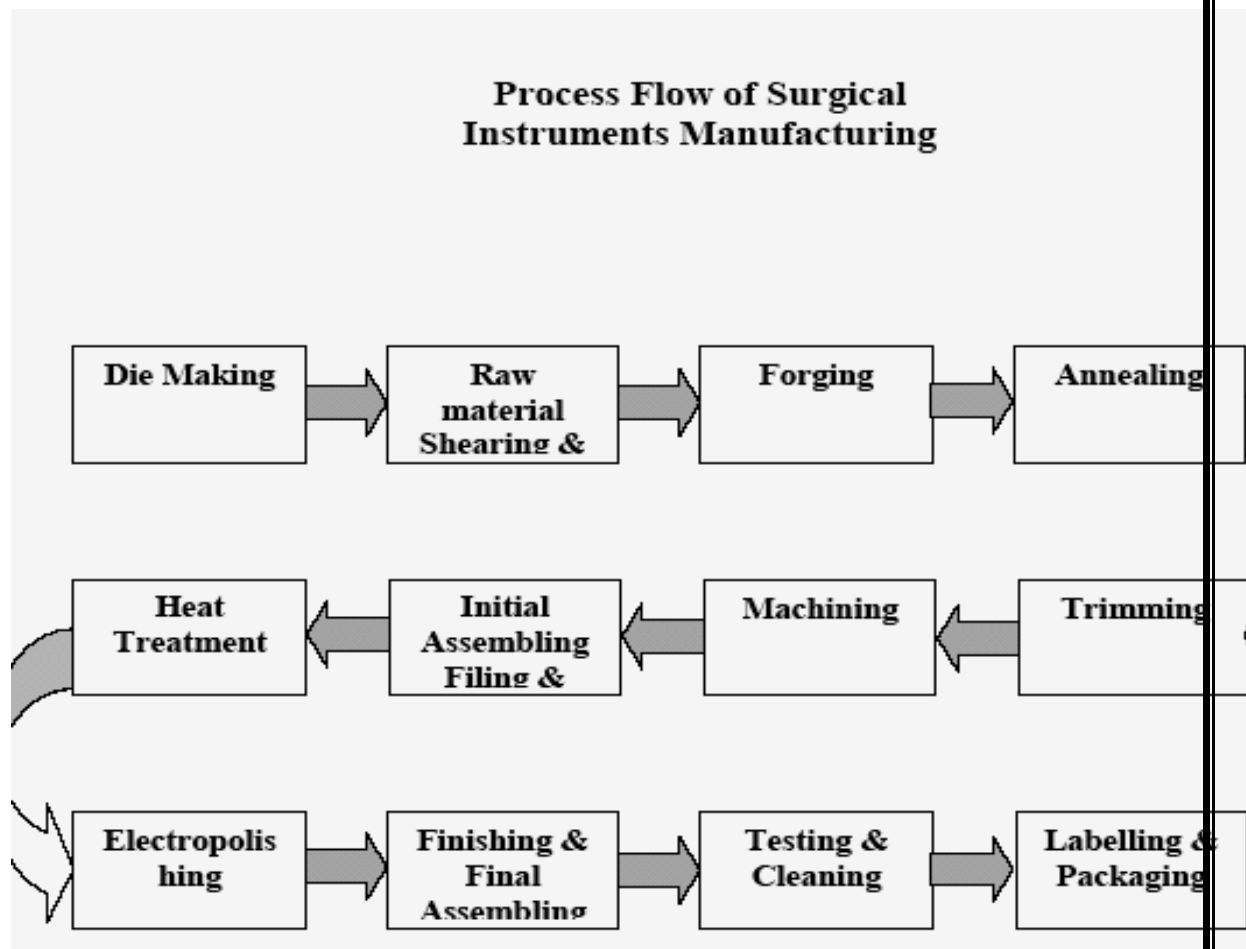 Process Flow of Surgical
Instruments Manufacturing
Die Making
Raw
material
Shearing &
Forging
Annealing
Heat
Treatment
Initial
Assembling
Filing &
Machining
Trimming
Electropolis
hing
Finishing &
Final
Assembling
Testing &
Cleaning
Labelling &
Packaging